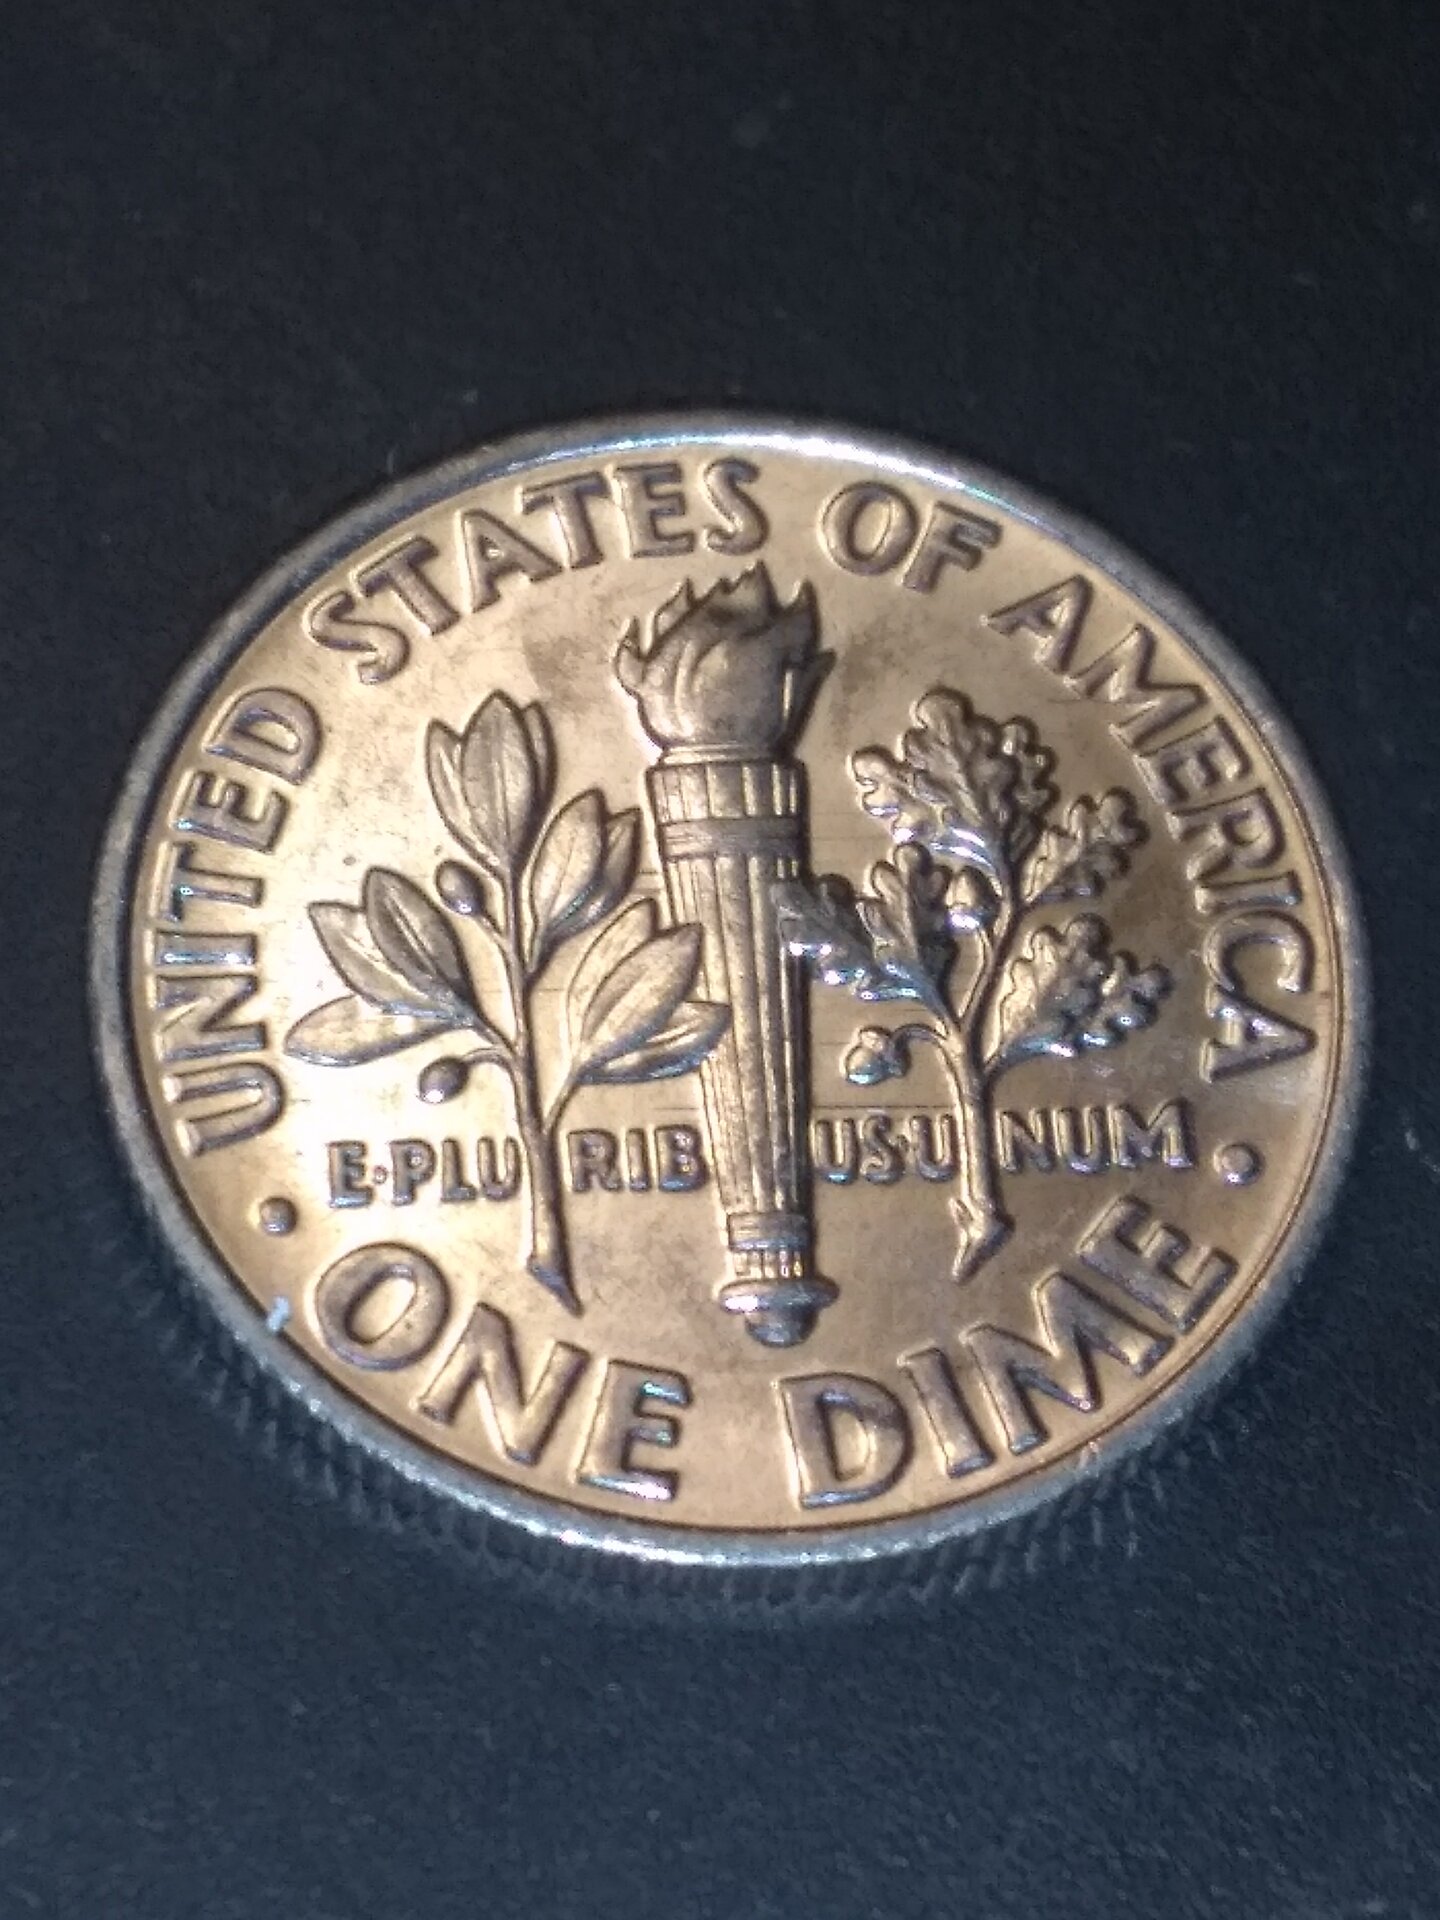 UNITED STATES OF AMERICA
E·PLURIBUS·UNUM
· ONE DIME ·